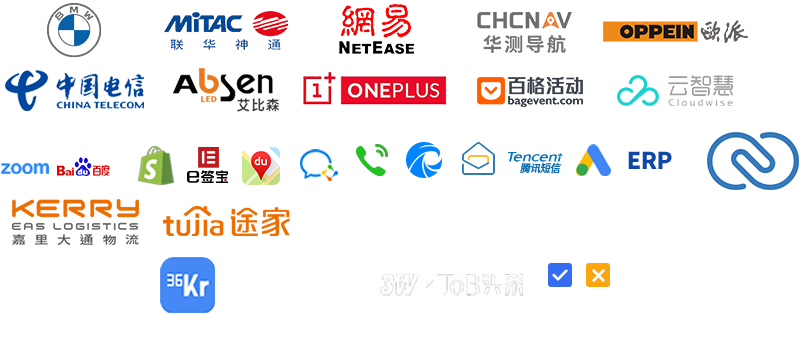 BMW
MiTAC
联华神通
網易
NETEASE
CHCNAV
华测导航
OPPEIN 欧派
中国电信
CHINA TELECOM
Absen
LED
艾比森
1+ ONEPLUS
百格活动
bagevent.com
云智慧
Cloudwise
zoom
Bai du 百度
S
e签宝
du
Tencent
腾讯短信
ERP
KERRY
EAS LOGISTICS
嘉里大通物流
tujia 途家
36Kr
3W × ToB头条